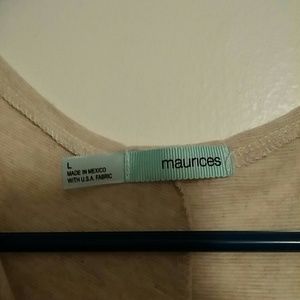 L
MADE IN MEXICO
WITH U.S.A. FABRIC
maurices